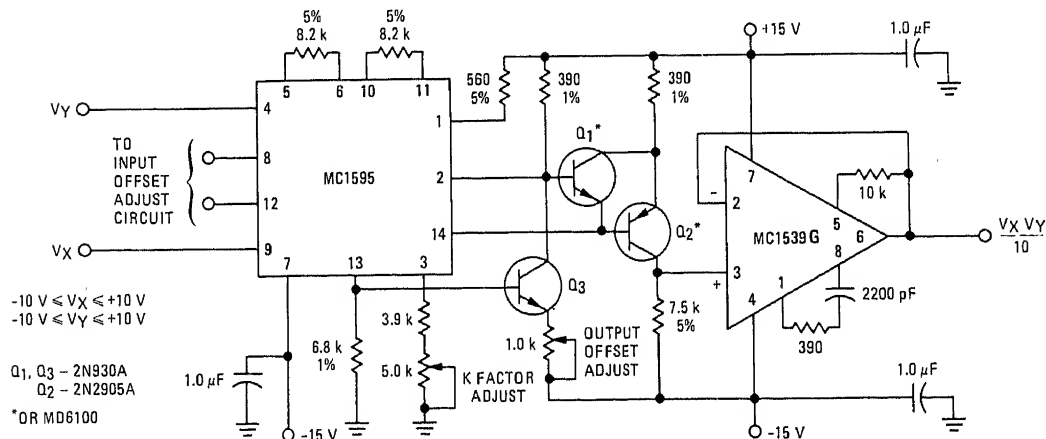 5%
8.2 k
5%
8.2 k
5
6
10
11
VY
4
TO
INPUT
OFFSET
ADJUST
CIRCUIT
8
12
VX
9
MC1595
1
2
14
7
13
3
560
5%
390
1%
390
1%
Q1*
Q2*
Q3
+15 V
1.0 µF
7
2
-
3
+
MC1539G
5
6
8
1
4
10 k
VX VY
10
2200 pF
390
7.5 k
5%
-10 V ≤ VX ≤ +10 V
-10 V ≤ VY ≤ +10 V
Q1, Q3 – 2N930A
Q2 – 2N2905A
*OR MD6100
1.0 µF
-15 V
6.8 k
1%
3.9 k
5.0 k
K FACTOR
ADJUST
1.0 k
OUTPUT
OFFSET
ADJUST
1.0 µF
-15 V